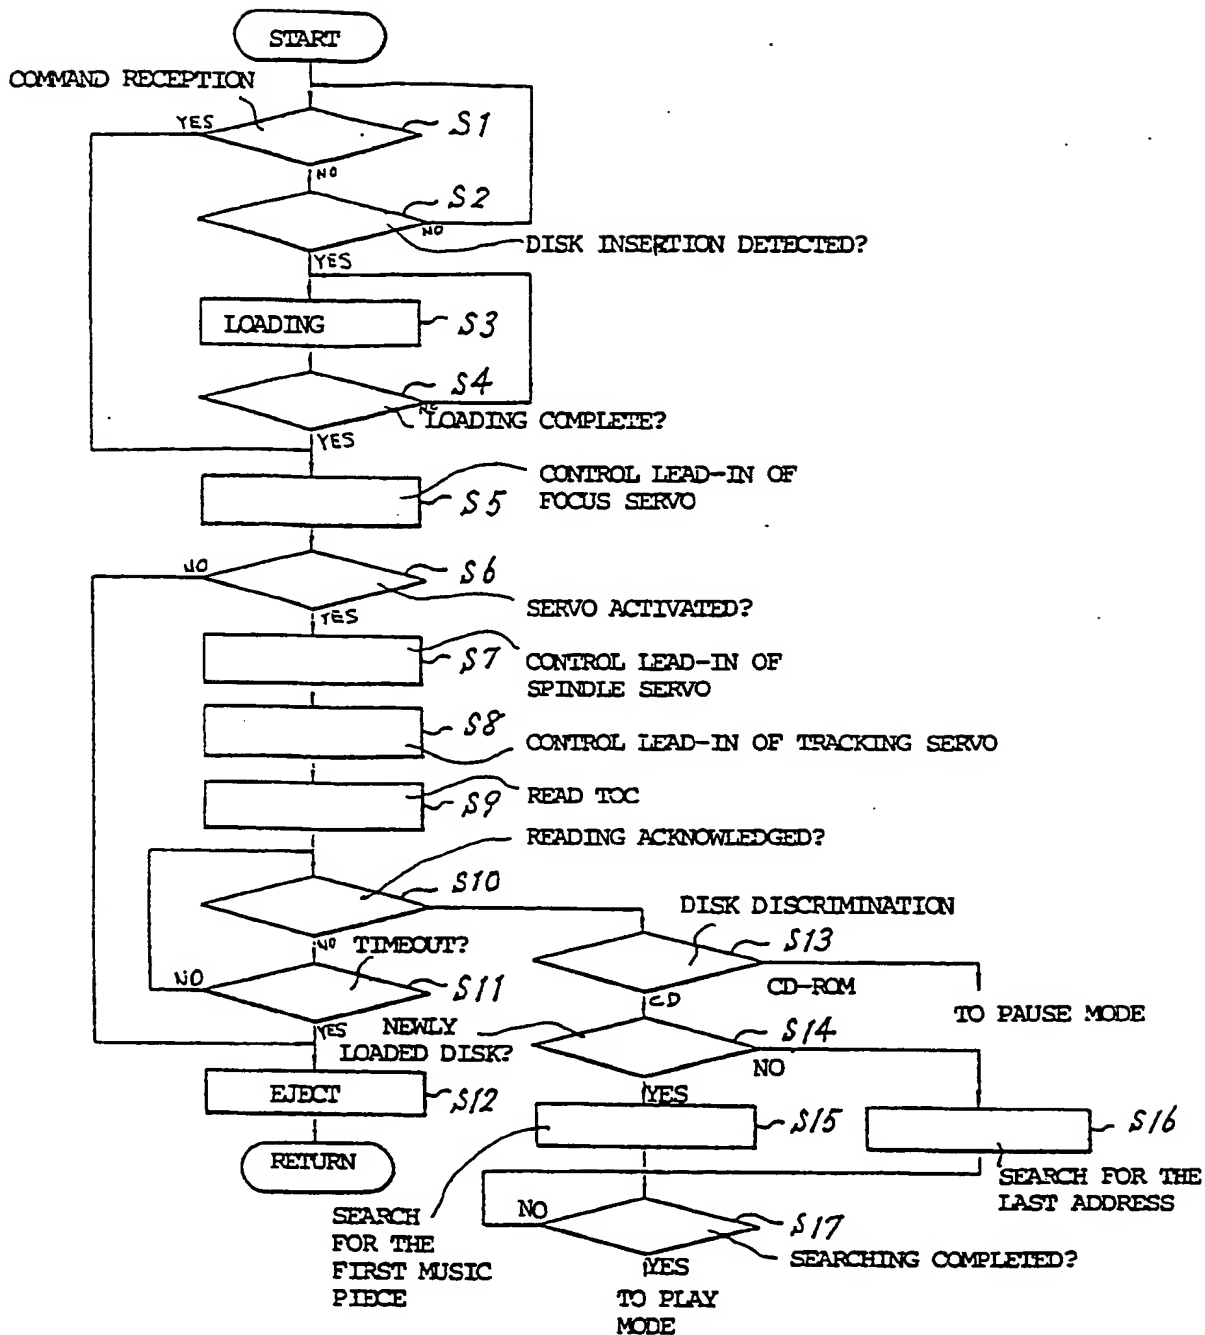 START
COMMAND RECEPTION
YES
S1
NO
S2
NO
DISK INSERTION DETECTED?
YES
LOADING
S3
S4
NO
LOADING COMPLETE?
YES
CONTROL LEAD-IN OF
FOCUS SERVO
S5
NO
S6
SERVO ACTIVATED?
YES
S7
CONTROL LEAD-IN OF
SPINDLE SERVO
S8
CONTROL LEAD-IN OF TRACKING SERVO
READ TOC
S9
READING ACKNOWLEDGED?
S10
DISK DISCRIMINATION
S13
NO
TIMEOUT?
NO
S11
CD-ROM
CD
TO PAUSE MODE
YES
NEWLY
LOADED DISK?
S14
NO
EJECT
S12
YES
S15
S16
RETURN
SEARCH FOR THE
LAST ADDRESS
NO
SEARCH
FOR THE
FIRST MUSIC
PIECE
S17
SEARCHING COMPLETED?
YES
TO PLAY
MODE